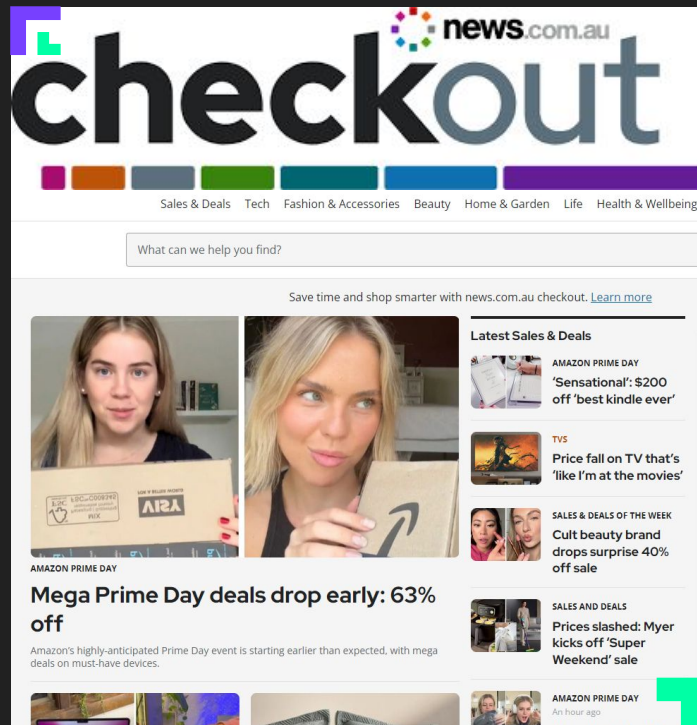 news.com.au
checkout
Sales & Deals Tech Fashion & Accessories Beauty Home & Garden Life Health & Wellbeing
What can we help you find?
Save time and shop smarter with news.com.au checkout. Learn more
VISY
AMAZON PRIME DAY
Mega Prime Day deals drop early: 63%
off
Amazon's highly-anticipated Prime Day event is starting earlier than expected, with mega
deals on must-have devices.
Latest Sales & Deals
AMAZON PRIME DAY
‘Sensational’: $200
off ‘best kindle ever’
TVS
Price fall on TV that’s
‘like I’m at the movies’
SALES & DEALS OF THE WEEK
Cult beauty brand
drops surprise 40%
off sale
SALES AND DEALS
Prices slashed: Myer
kicks off ‘Super
Weekend’ sale
AMAZON PRIME DAY
An hour ago